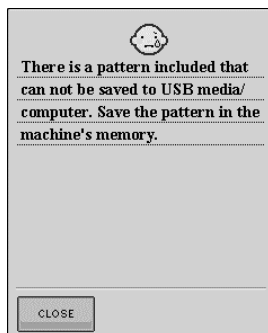 There is a pattern included that
can not be saved to USB media/
computer. Save the pattern in the
machine's memory.
CLOSE